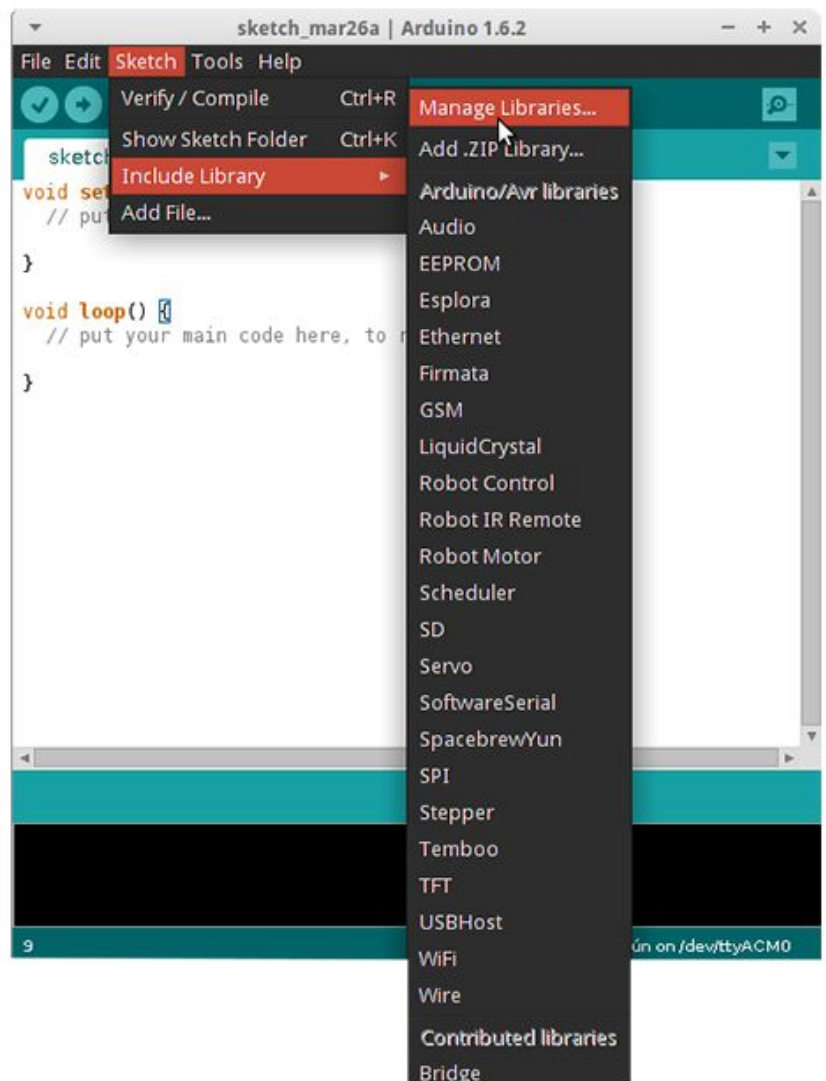 sketch_mar26a | Arduino 1.6.2
File Edit Sketch Tools Help
Verify / Compile Ctrl+R
Show Sketch Folder Ctrl+K
Include Library
Add File...
Manage Libraries...
Add .ZIP Library...
Arduino/Avr libraries
Audio
EEPROM
Esplora
Ethernet
Firmata
GSM
LiquidCrystal
Robot Control
Robot IR Remote
Robot Motor
Scheduler
SD
Servo
SoftwareSerial
SpacebrewYun
SPI
Stepper
Temboo
TFT
USBHost
WiFi
Wire
Contributed libraries
Bridge
void
//
}
void loop() {
// put your main code here, to
}
9
on /dev/ttyACM0